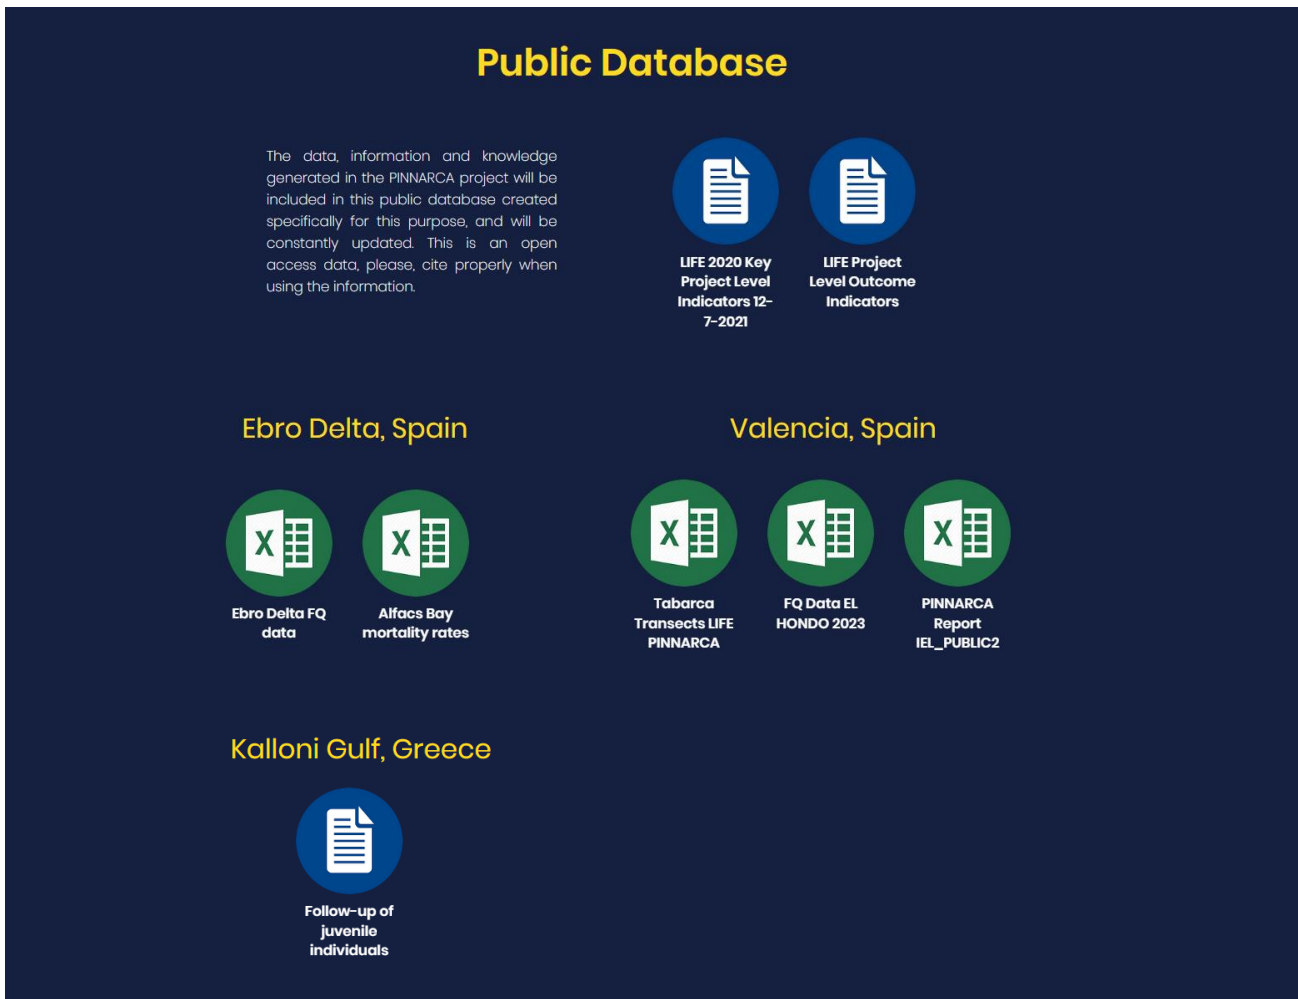 Public Database
The data, information and knowledge
generated in the PINNARCA project will be
included in this public database created
specifically for this purpose, and will be
constantly updated. This is an open
access data, please, cite properly when
using the information.
LIFE 2020 Key
Project Level
Indicators 12-
7-2021
LIFE Project
Level Outcome
Indicators
Ebro Delta, Spain
X
Ebro Delta FQ
data
X
Alfacs Bay
mortality rates
Valencia, Spain
X
Tabarca
Transects LIFE
PINNARCA
X
FQ Data EL
HONDO 2023
X
PINNARCA
Report
IEL_PUBLIC2
Kalloni Gulf, Greece
Follow-up of
juvenile
individuals